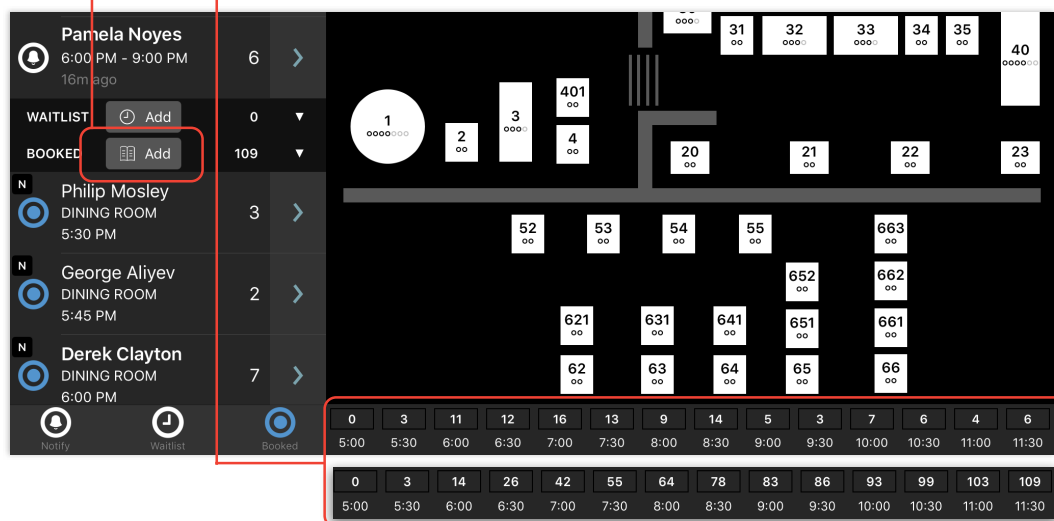 Pamela Noyes
6:00 PM - 9:00 PM 6
16m ago
WAITLIST Add 0
BOOKED Add 109
N
Philip Mosley
DINING ROOM 3
5:30 PM
N
George Aliyev
DINING ROOM 2
5:45 PM
N
Derek Clayton
DINING ROOM 7
6:00 PM
Notify Waitlist Booked
31 32 33 34 35
40
401
1 2 3
4
20 21 22 23
52 53 54 55 663
652 662
621 631 641 651 661
62 63 64 65 66
0 3 11 12 16 13 9 14 5 3 7 6 4 6
5:00 5:30 6:00 6:30 7:00 7:30 8:00 8:30 9:00 9:30 10:00 10:30 11:00 11:30
0 3 14 26 42 55 64 78 83 86 93 99 103 109
5:00 5:30 6:00 6:30 7:00 7:30 8:00 8:30 9:00 9:30 10:00 10:30 11:00 11:30